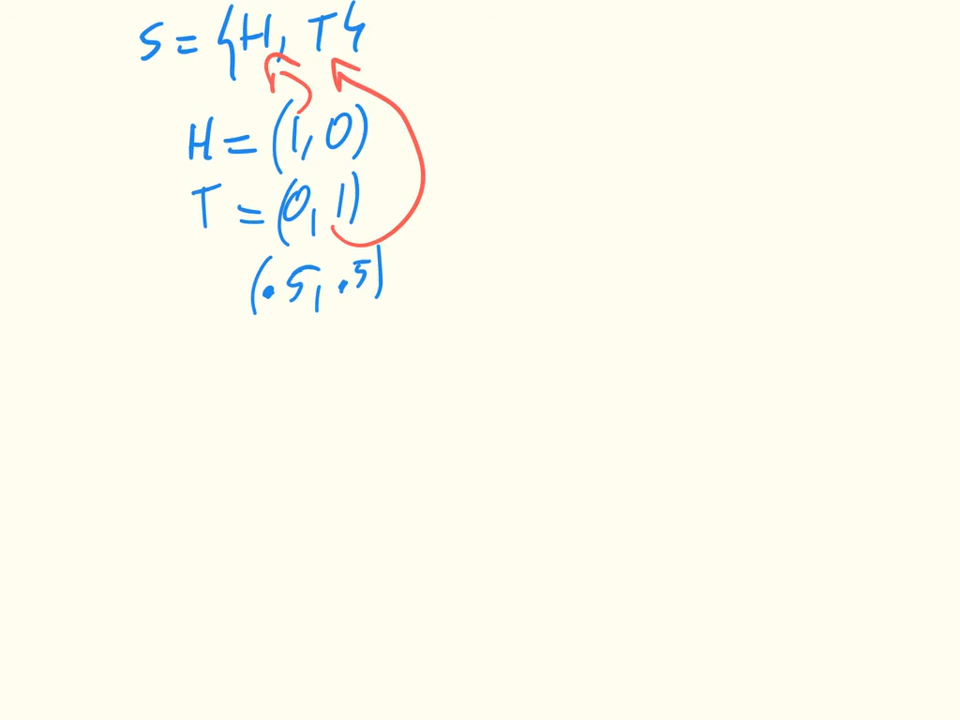 S = {H, T}
H = (1, 0)
T = (0, 1)
(.5, .5)